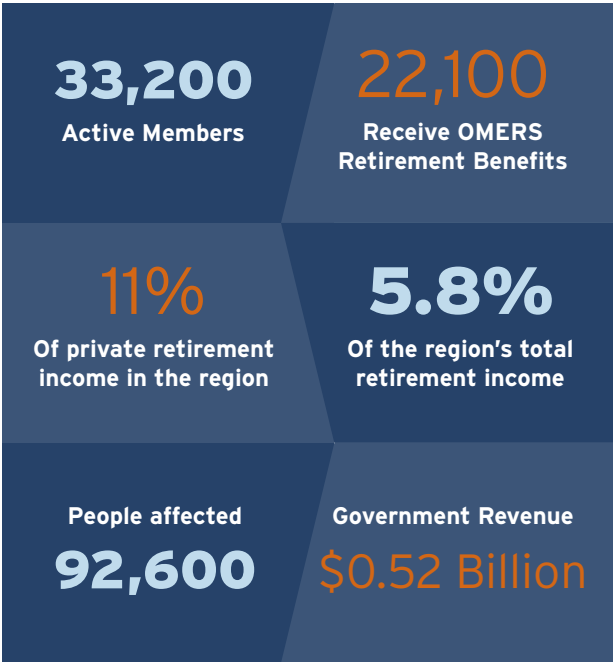 33,200
Active Members
22,100
Receive OMERS
Retirement Benefits
11%
Of private retirement
income in the region
5.8%
Of the region's total
retirement income
People affected
92,600
Government Revenue
$0.52 Billion